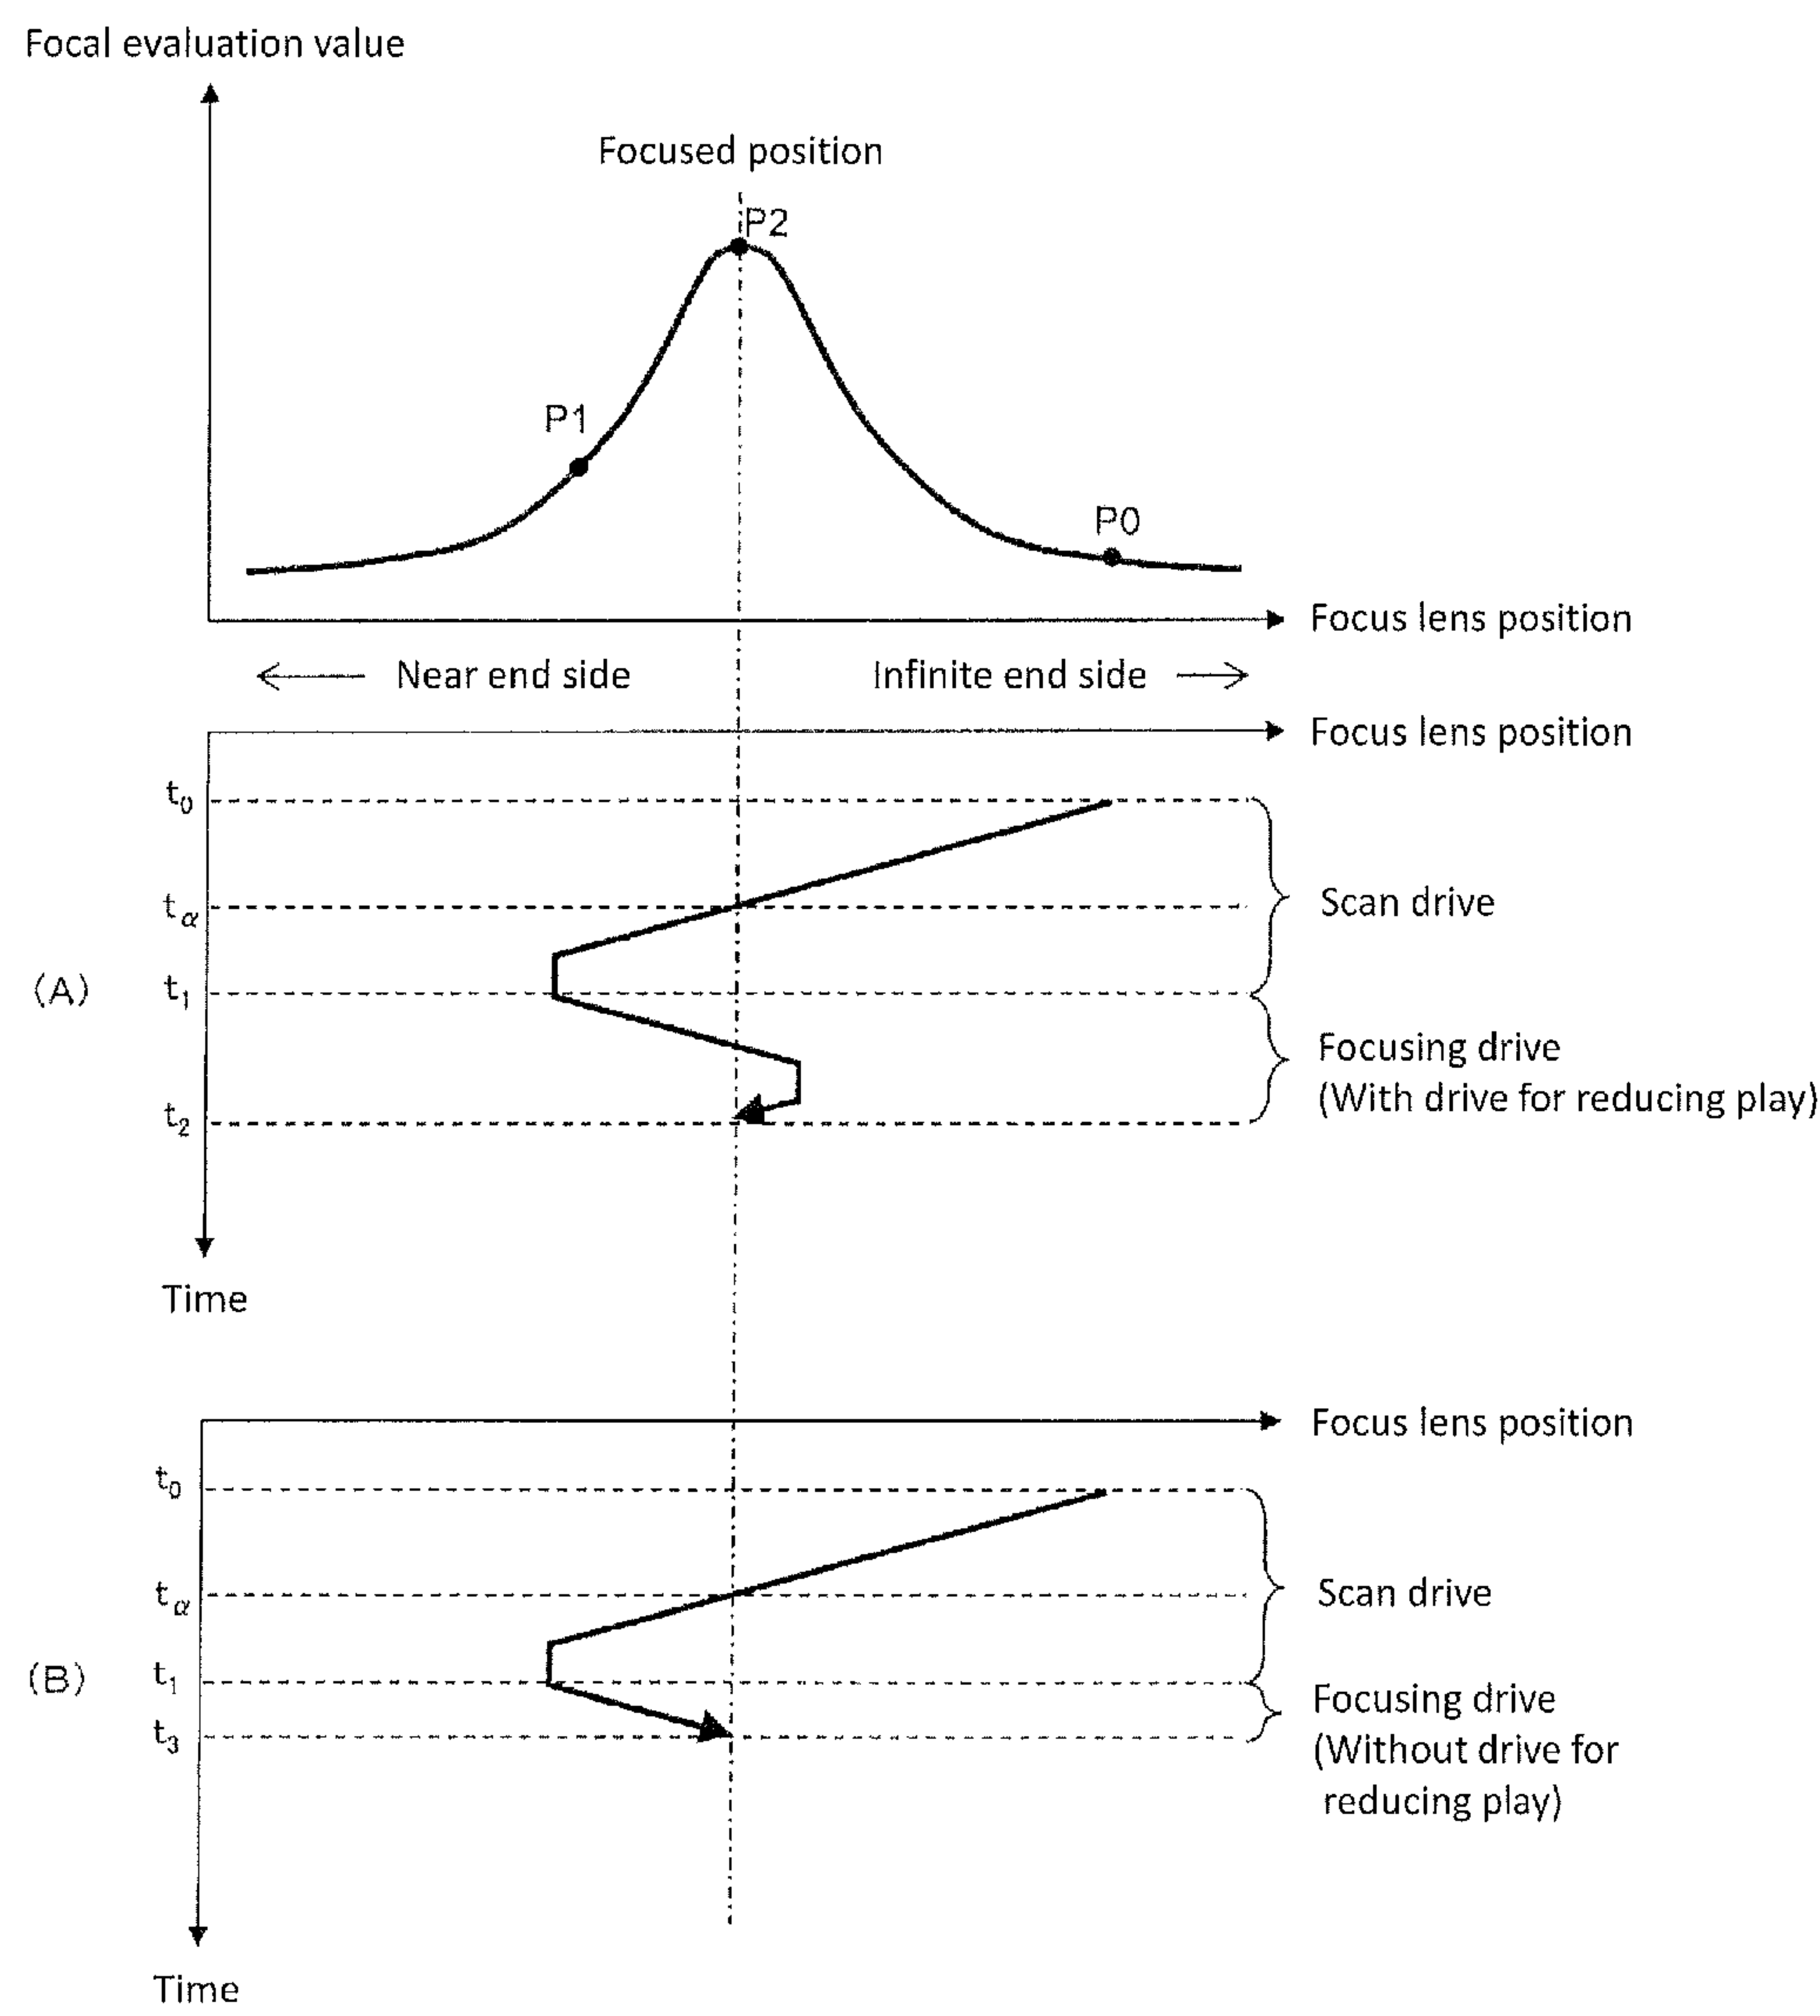 Focal evaluation value
Focused position
P2
P1
P0
Focus lens position
Near end side
Infinite end side
Focus lens position
t0
tα
Scan drive
(A)
t1
Focusing drive
(With drive for reducing play)
t2
Time
Focus lens position
t0
tα
Scan drive
(B)
t1
Focusing drive
t3
(Without drive for
reducing play)
Time